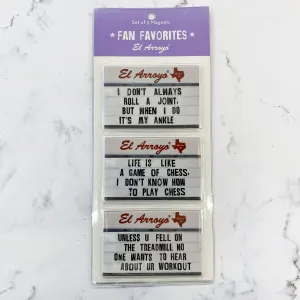 Set of 3 Magnets
*FAN FAVORITES*
El Arroyo
El Arroyo
I DON'T ALWAYS
ROLL A JOINT,
BUT WHEN I DO
IT'S MY ANKLE
El Arroyo
LIFE IS LIKE
A GAME OF CHESS,
I DON'T KNOW HOW
TO PLAY CHESS
El Arroyo
UNLESS U FELL ON
THE TREADMILL NO
ONE WANTS TO HEAR
ABOUT UR WORKOUT